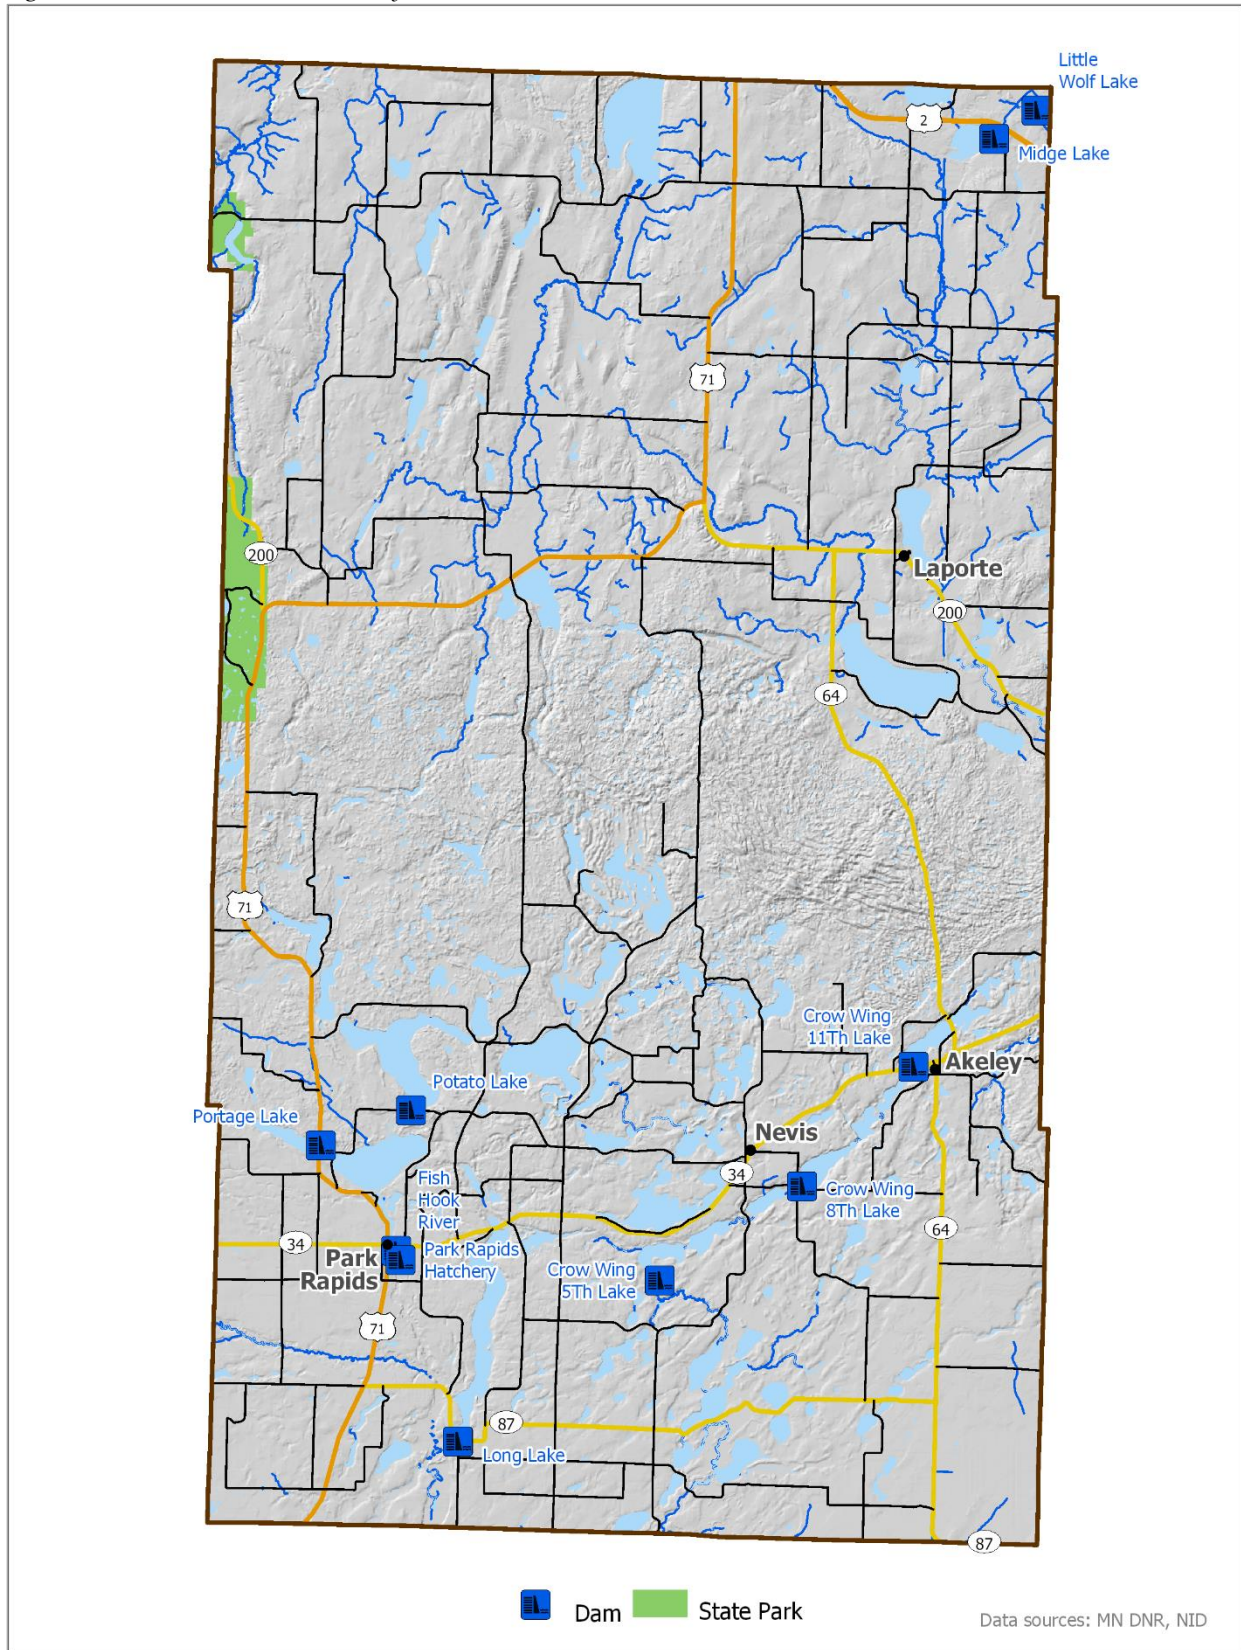 Little
Wolf Lake
2
Midge Lake
71
200
Laporte
200
64
71
Crow Wing
11Th Lake
Akeley
Potato Lake
Portage Lake
Nevis
34
Fish
Hook
River
Crow Wing
8Th Lake
64
34
Park
Rapids
Park Rapids
Hatchery
Crow Wing
5Th Lake
71
87
Long Lake
87
Dam
State Park
Data sources: MN DNR, NID